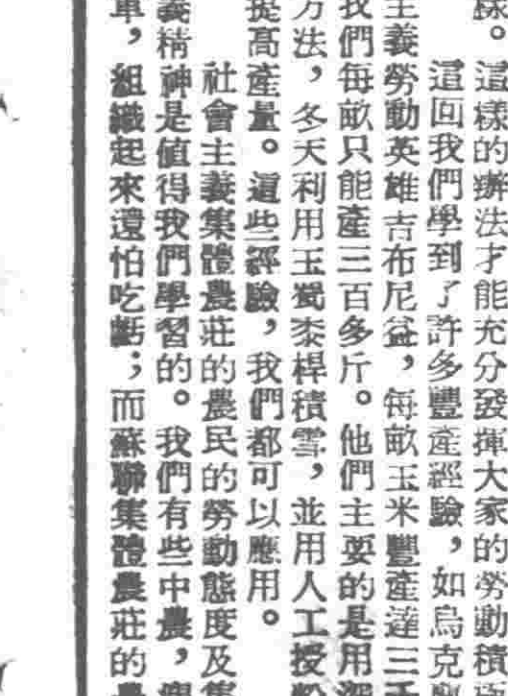 樣。這樣的辦法才能充分發揮大家的勞動積
這回我們學到了許多豐產經驗，如烏克
主義勞動英雄吉布尼益，每畝玉米豐產達三千
我們每畝只能產三百多斤。他們主要的是用
方法，冬天利用玉蜀黍桿積雪，並用人工授
提高產量。這些經驗，我們都可以應用。
社會主義集體農莊的農民的勞動態度及集
義精神是值得我們學習的。我們有些中農，
單，組織起來還怕吃虧；而蘇聯集體農莊的